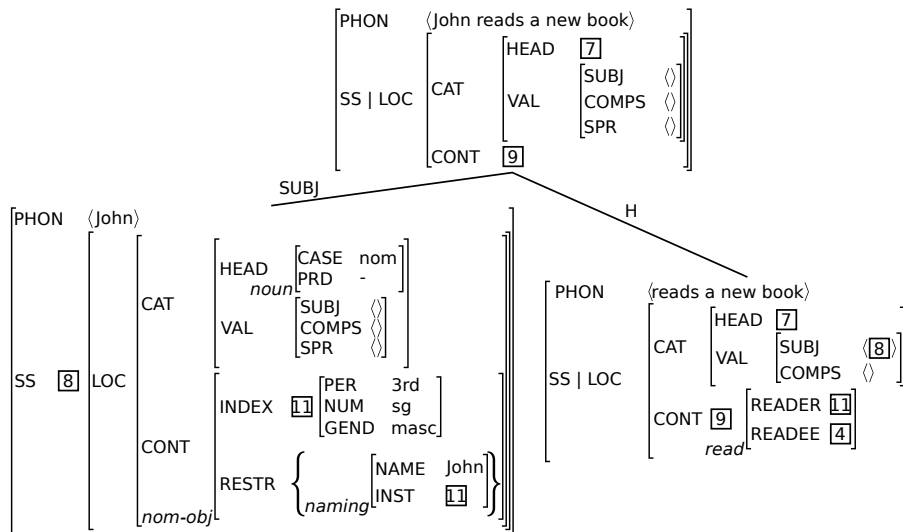 PHON ⟨John reads a new book⟩
HEAD 7
SUBJ ⟨⟩
CAT
SS | LOC VAL COMPS ⟨⟩
SPR ⟨⟩
CONT 9
SUBJ
H
PHON ⟨John⟩
HEAD CASE nom
noun PRD -
CAT
SUBJ ⟨⟩
VAL COMPS ⟨⟩
SPR ⟨⟩
SS 8 LOC
PER 3rd
INDEX 11 NUM sg
GEND masc
CONT
NAME John
RESTR { naming INST 11 }
nom-obj
PHON ⟨reads a new book⟩
HEAD 7
CAT
SUBJ ⟨8⟩
VAL
COMPS ⟨⟩
SS | LOC
READER 11
CONT 9
READEE 4
read